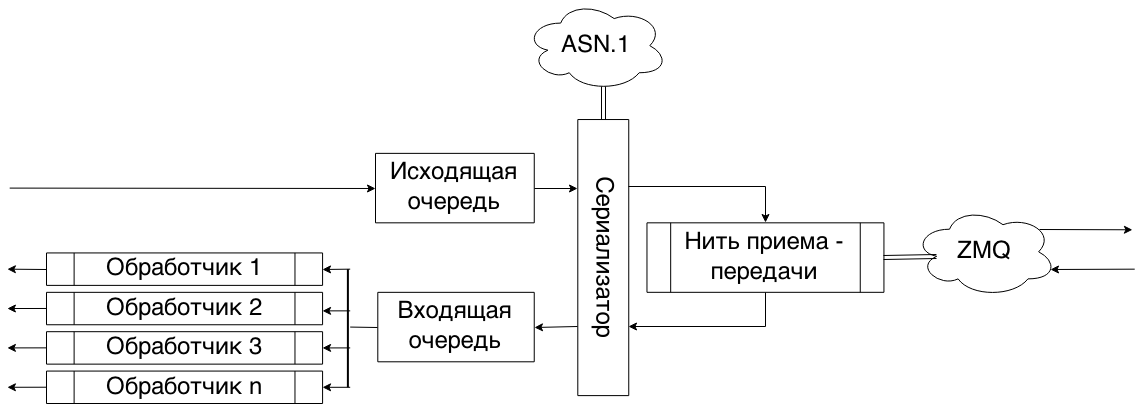 ASN.1
Исходящая
очередь
Сериализатор
Нить приема -
передачи
ZMQ
Обработчик 1
Обработчик 2
Обработчик 3
Обработчик n
Входящая
очередь